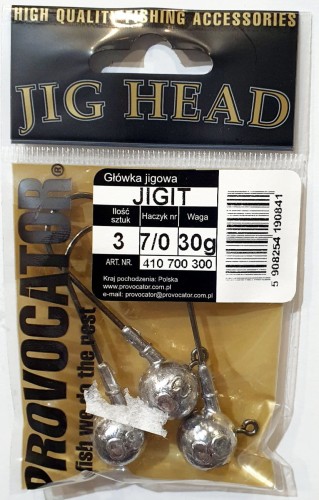 HIGH QUALITY FISHING ACCESSORIES
JIG HEAD
PROVOCATOR®
fish we do the rest
Główka jigowa
JIGIT
Ilość sztuk Haczyk nr Waga
3 7/0 30g
ART. NR. 410 700 300
Kraj pochodzenia: Polska
www.provocator.com.pl
e-mail: provocator@provocator.com.pl
5 908254 190841